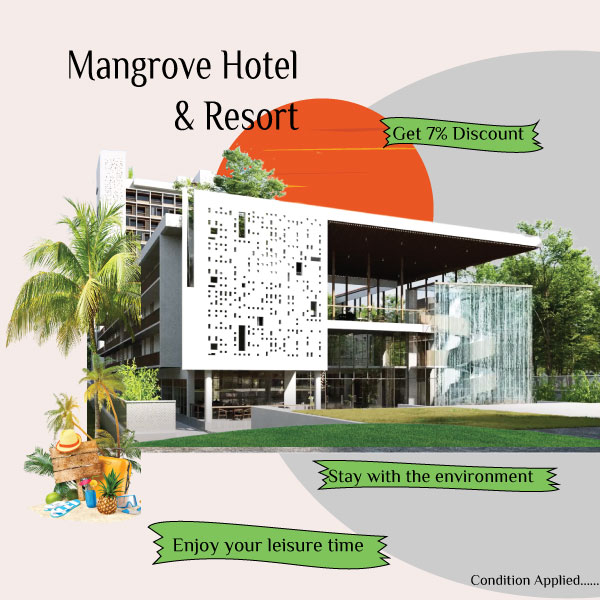 Mangrove Hotel
& Resort
Get 7% Discount
Stay with the environment
Enjoy your leisure time
Condition Applied......